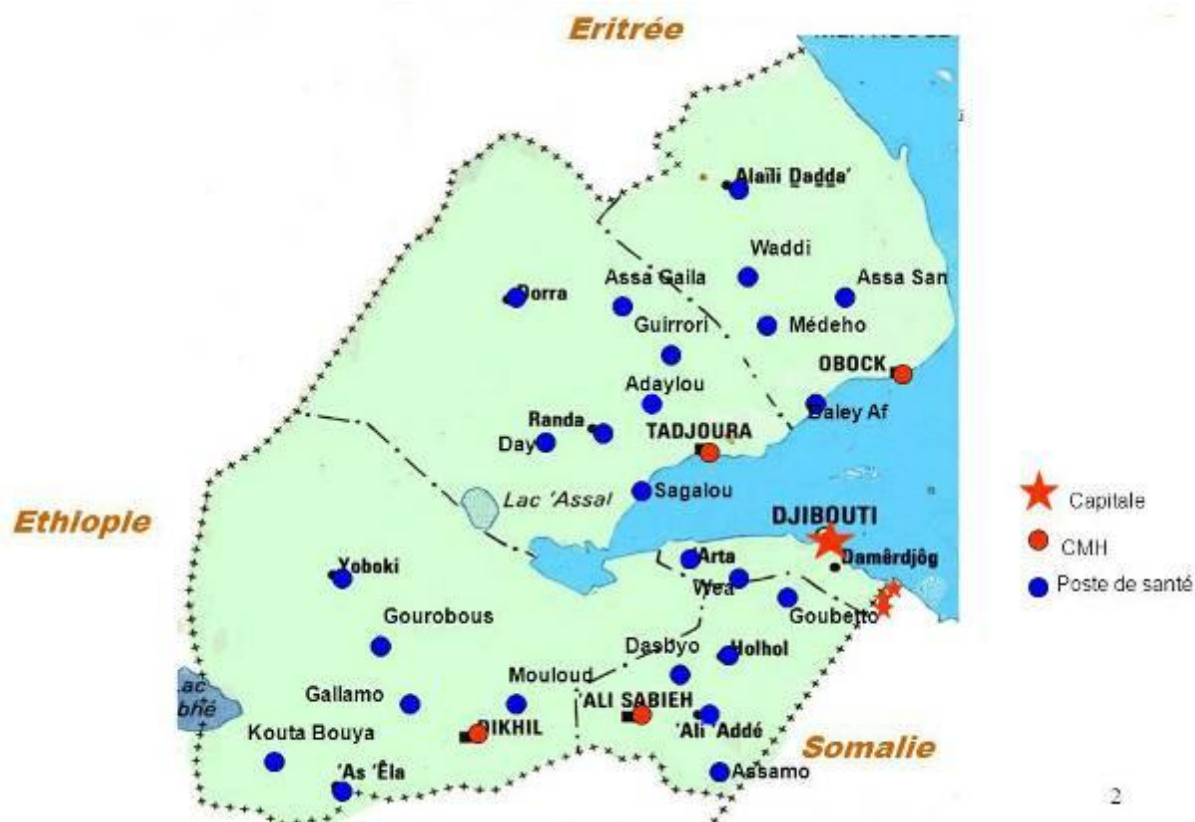 Eritrée
Alaïli Ḏaḏḏa'
Waddi
Assa Gaila
Assa San
Dorra
Guirrori
Médeho
OBOCK
Adaylou
Baley Af
Randa
TADJOURA
Day
Lac 'Assal
Sagalou
Ethiopie
DJIBOUTI
Capitale
'Arta
Damêrdjôg
CMH
Yoboki
Wea
Poste de santé
Goubetto
Gourobous
Dasbyo
Holhol
Gallamo
Mouloud
'ALI SABIEH
DIKHIL
'Ali 'Addé
Kouta Bouya
Somalie
'As 'Êla
Assamo
2